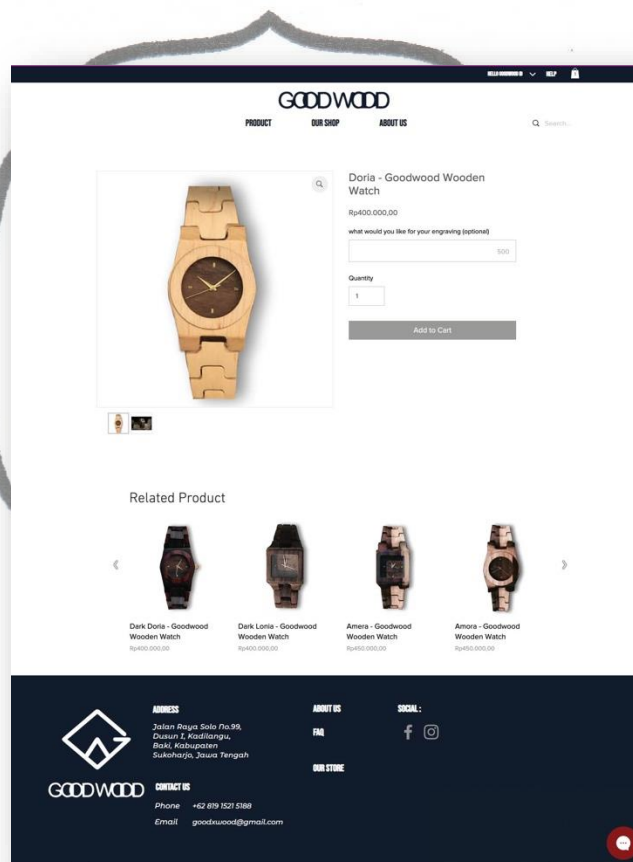 HELLO GOODWOOD ID
HELP
GOODWOOD
PRODUCT
OUR SHOP
ABOUT US
Search...
Doria - Goodwood Wooden
Watch
Rp400.000,00
what would you like for your engraving (optional)
500
Quantity
1
Add to Cart
Related Product
Dark Doria - Goodwood
Wooden Watch
Rp400.000,00
Dark Lonia - Goodwood
Wooden Watch
Rp400.000,00
Amera - Goodwood
Wooden Watch
Rp450.000,00
Amora - Goodwood
Wooden Watch
Rp450.000,00
GOODWOOD
ADDRESS
Jalan Raya Solo No.99,
Dusun I, Kadilangu,
Baki, Kabupaten
Sukoharjo, Jawa Tengah
CONTACT US
Phone +62 819 1521 5188
Email goodxwood@gmail.com
ABOUT US
FAQ
OUR STORE
SOCIAL :